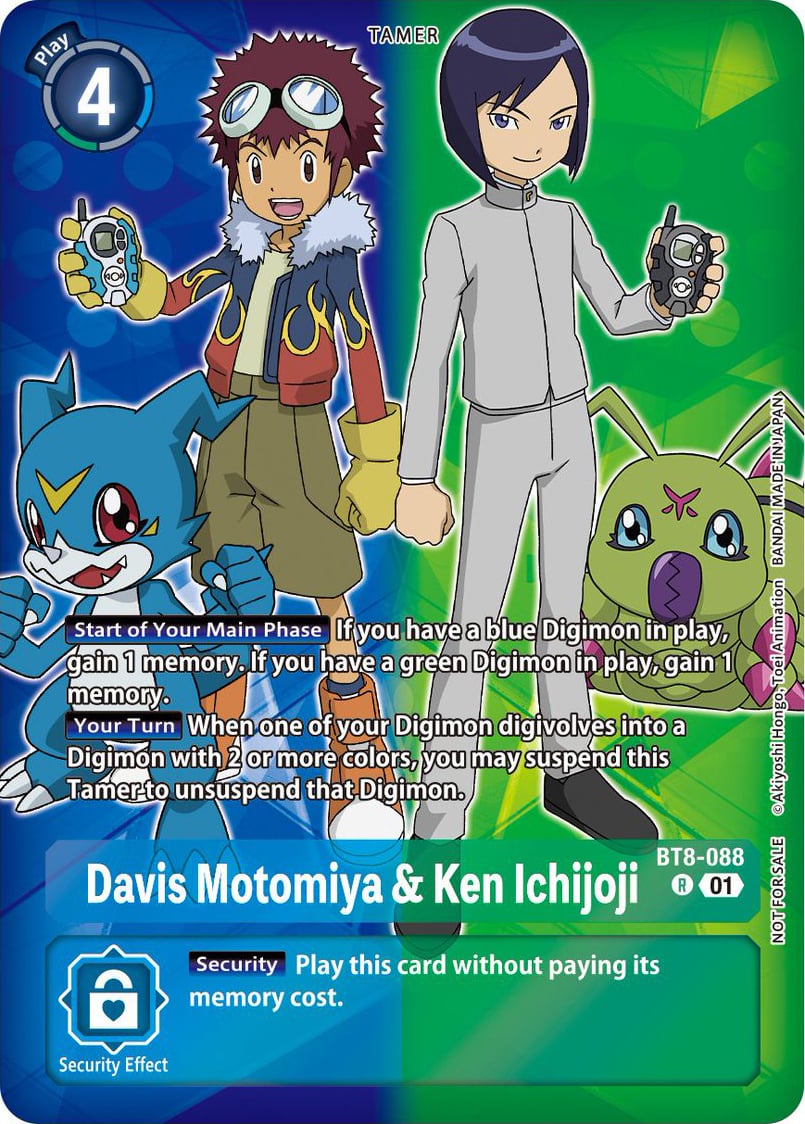 Play
4
TAMER
Start of Your Main Phase If you have a blue Digimon in play,
gain 1 memory. If you have a green Digimon in play, gain 1
memory.
Your Turn When one of your Digimon digivolves into a
Digimon with 2 or more colors, you may suspend this
Tamer to unsuspend that Digimon.
BT8-088
Davis Motomiya & Ken Ichijoji
R 01
Security Play this card without paying its
memory cost.
Security Effect
©Akiyoshi Hongo, Toei Animation BANDAI MADE IN JAPAN
NOT FOR SALE